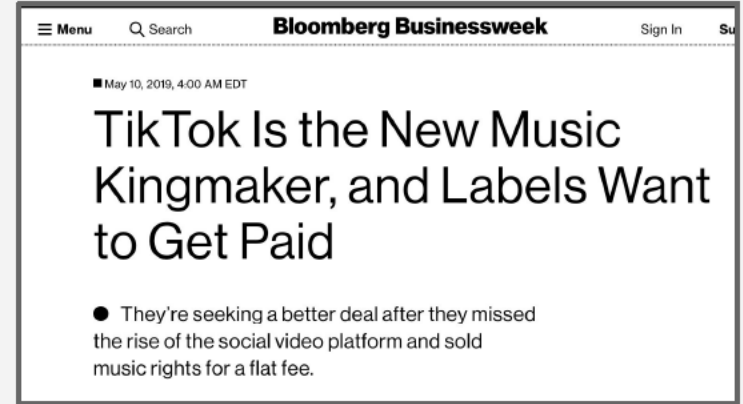 Menu Search Bloomberg Businessweek Sign In Su
May 10, 2019, 4:00 AM EDT
TikTok Is the New Music
Kingmaker, and Labels Want
to Get Paid
● They’re seeking a better deal after they missed
the rise of the social video platform and sold
music rights for a flat fee.